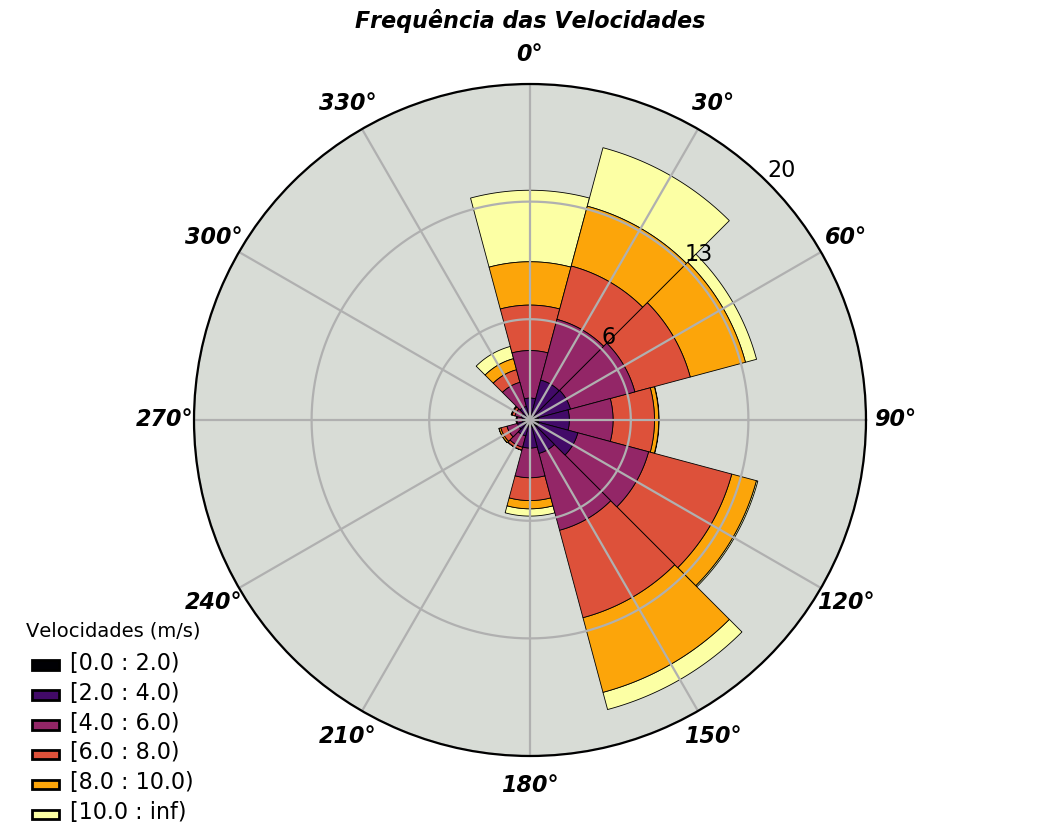 Frequência das Velocidades
0°
330°
30°
20
300°
60°
13
6
270°
90°
240°
120°
210°
150°
180°
Velocidades (m/s)
[0.0 : 2.0)
[2.0 : 4.0)
[4.0 : 6.0)
[6.0 : 8.0)
[8.0 : 10.0)
[10.0 : inf)